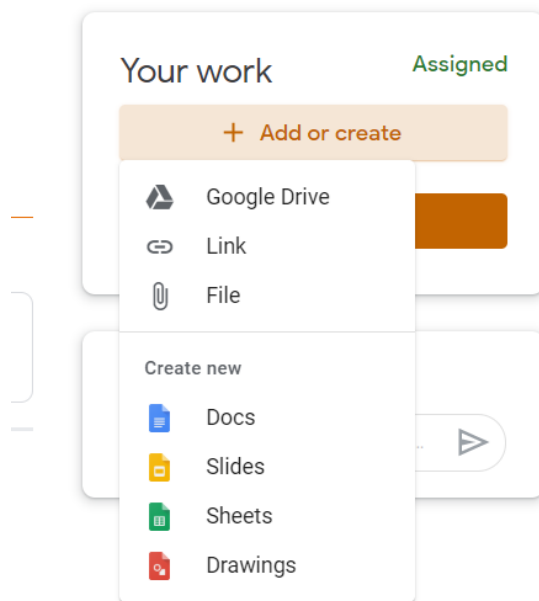 Your work
Assigned
+ Add or create
Google Drive
Link
File
Create new
Docs
Slides
Sheets
Drawings